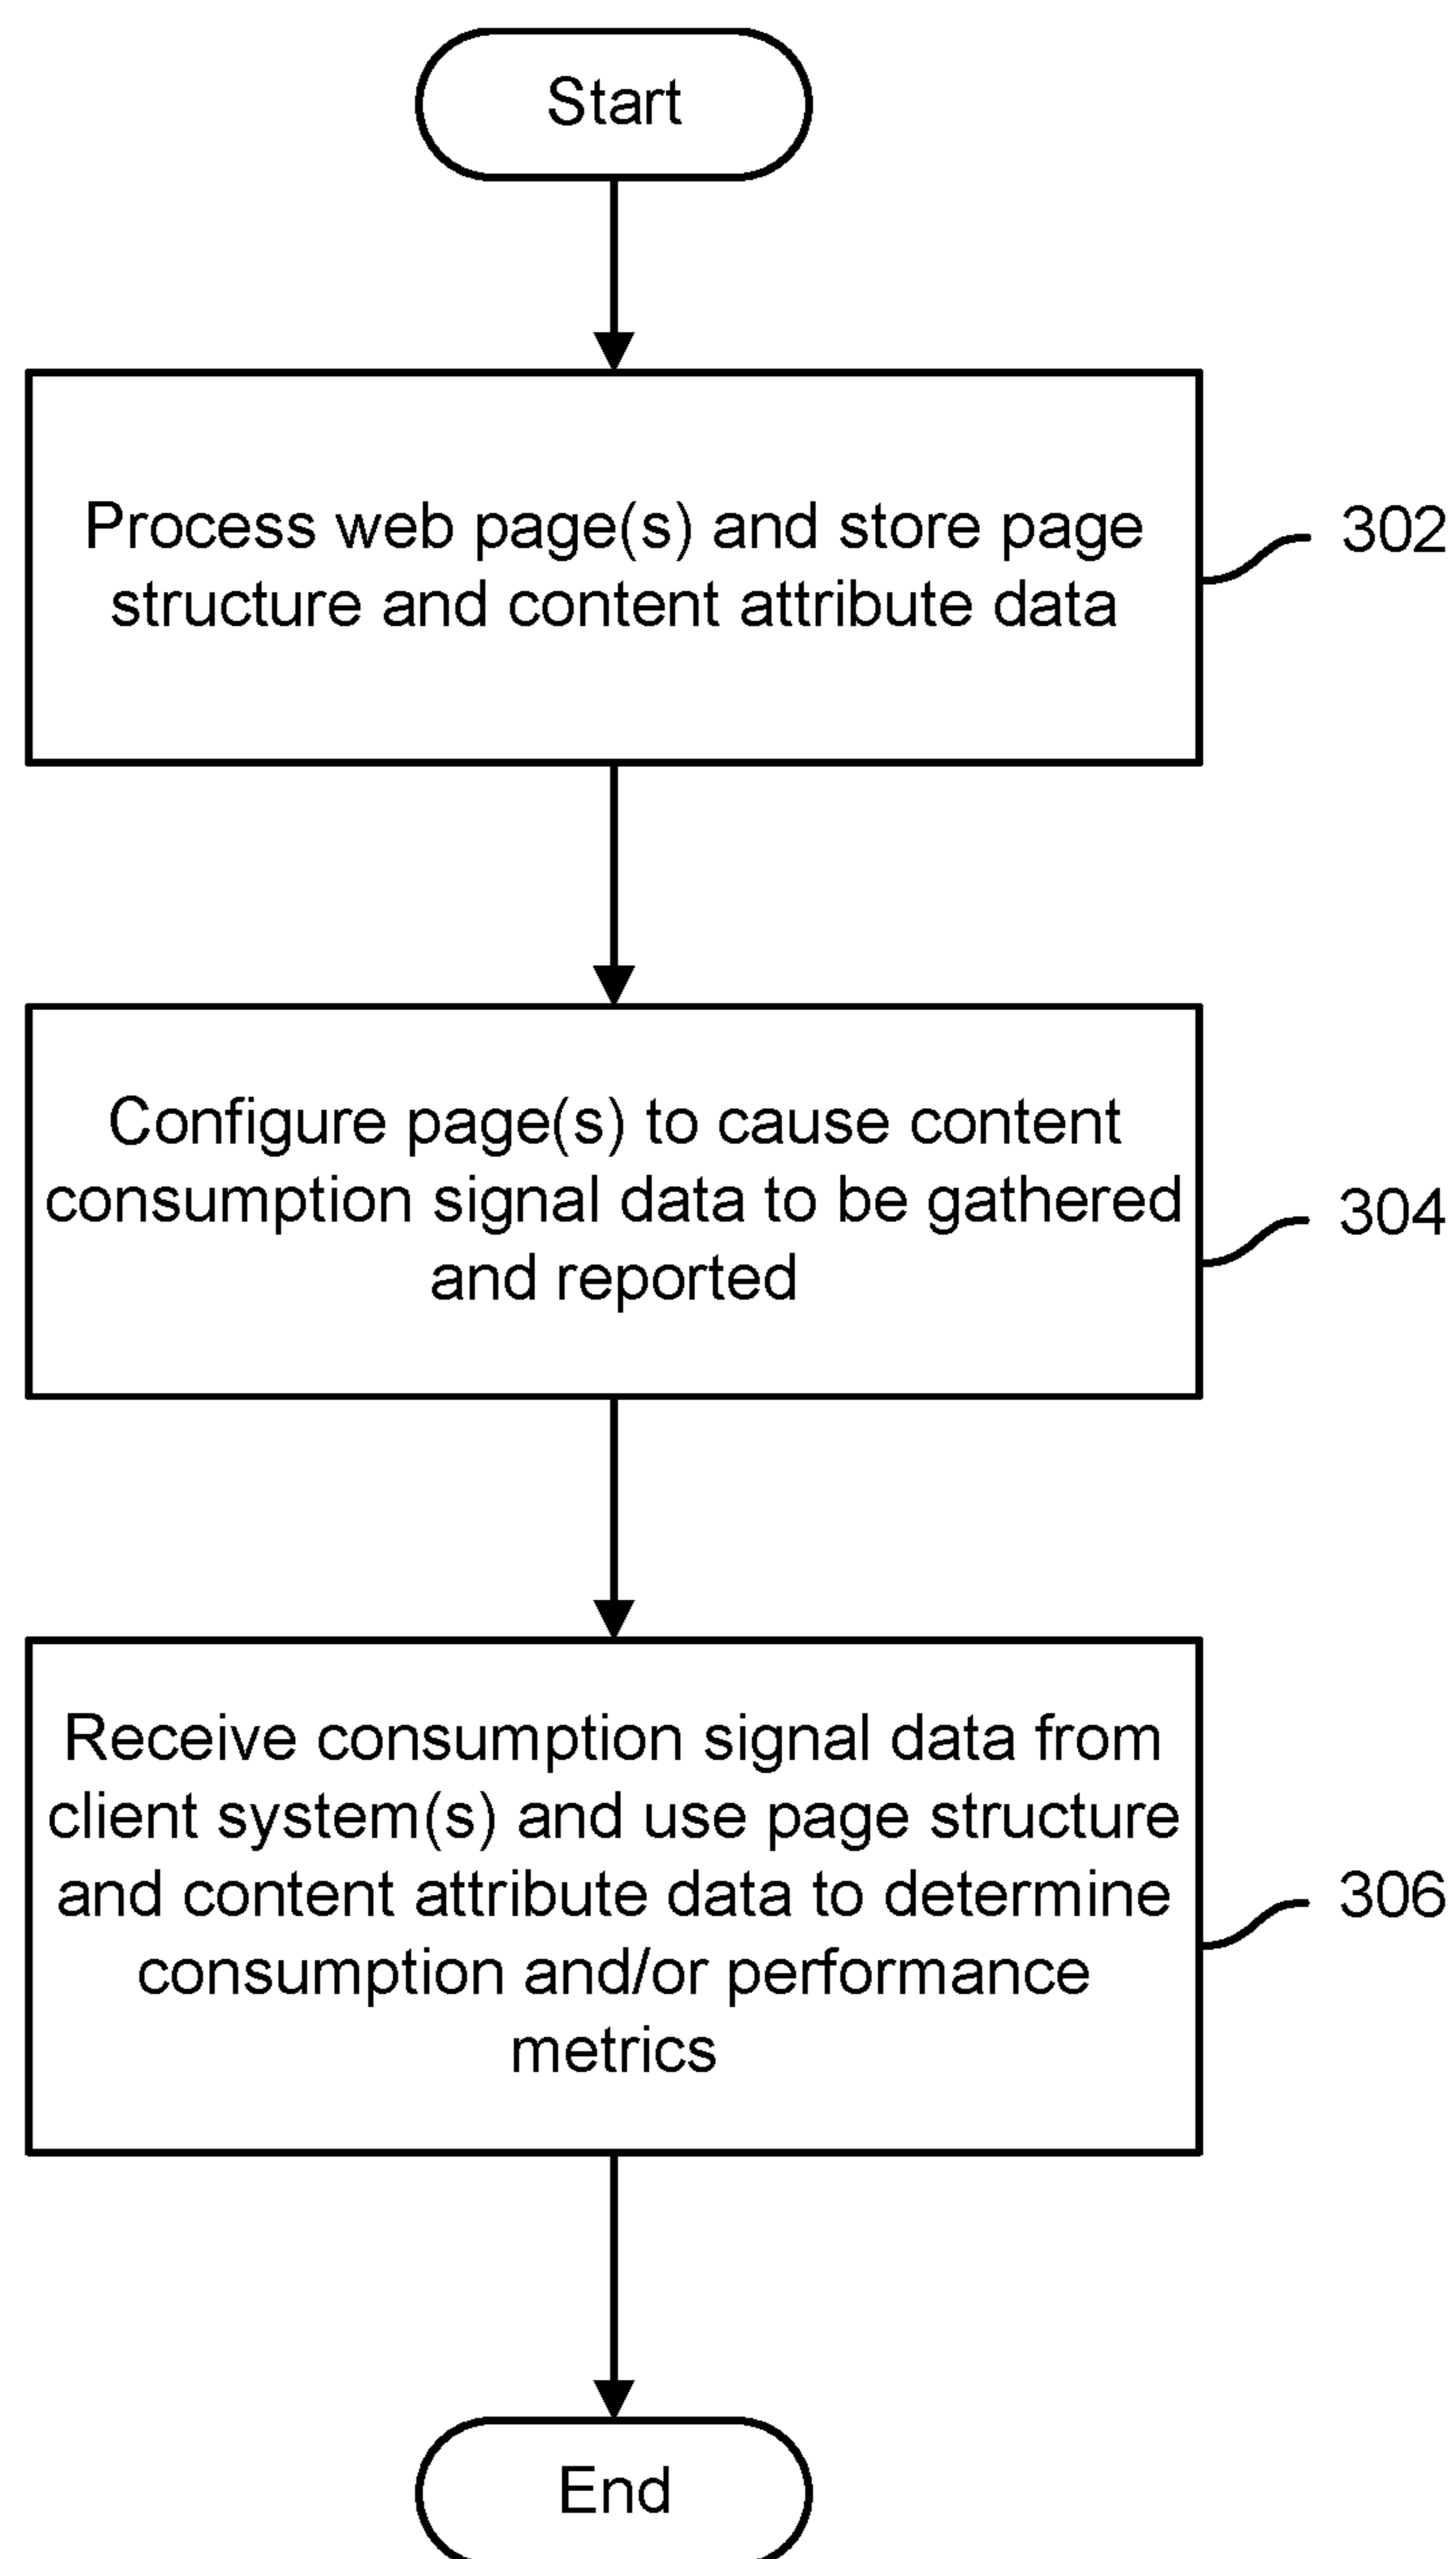 Start
Process web page(s) and store page
structure and content attribute data
302
Configure page(s) to cause content
consumption signal data to be gathered
and reported
304
Receive consumption signal data from
client system(s) and use page structure
and content attribute data to determine
consumption and/or performance
metrics
306
End